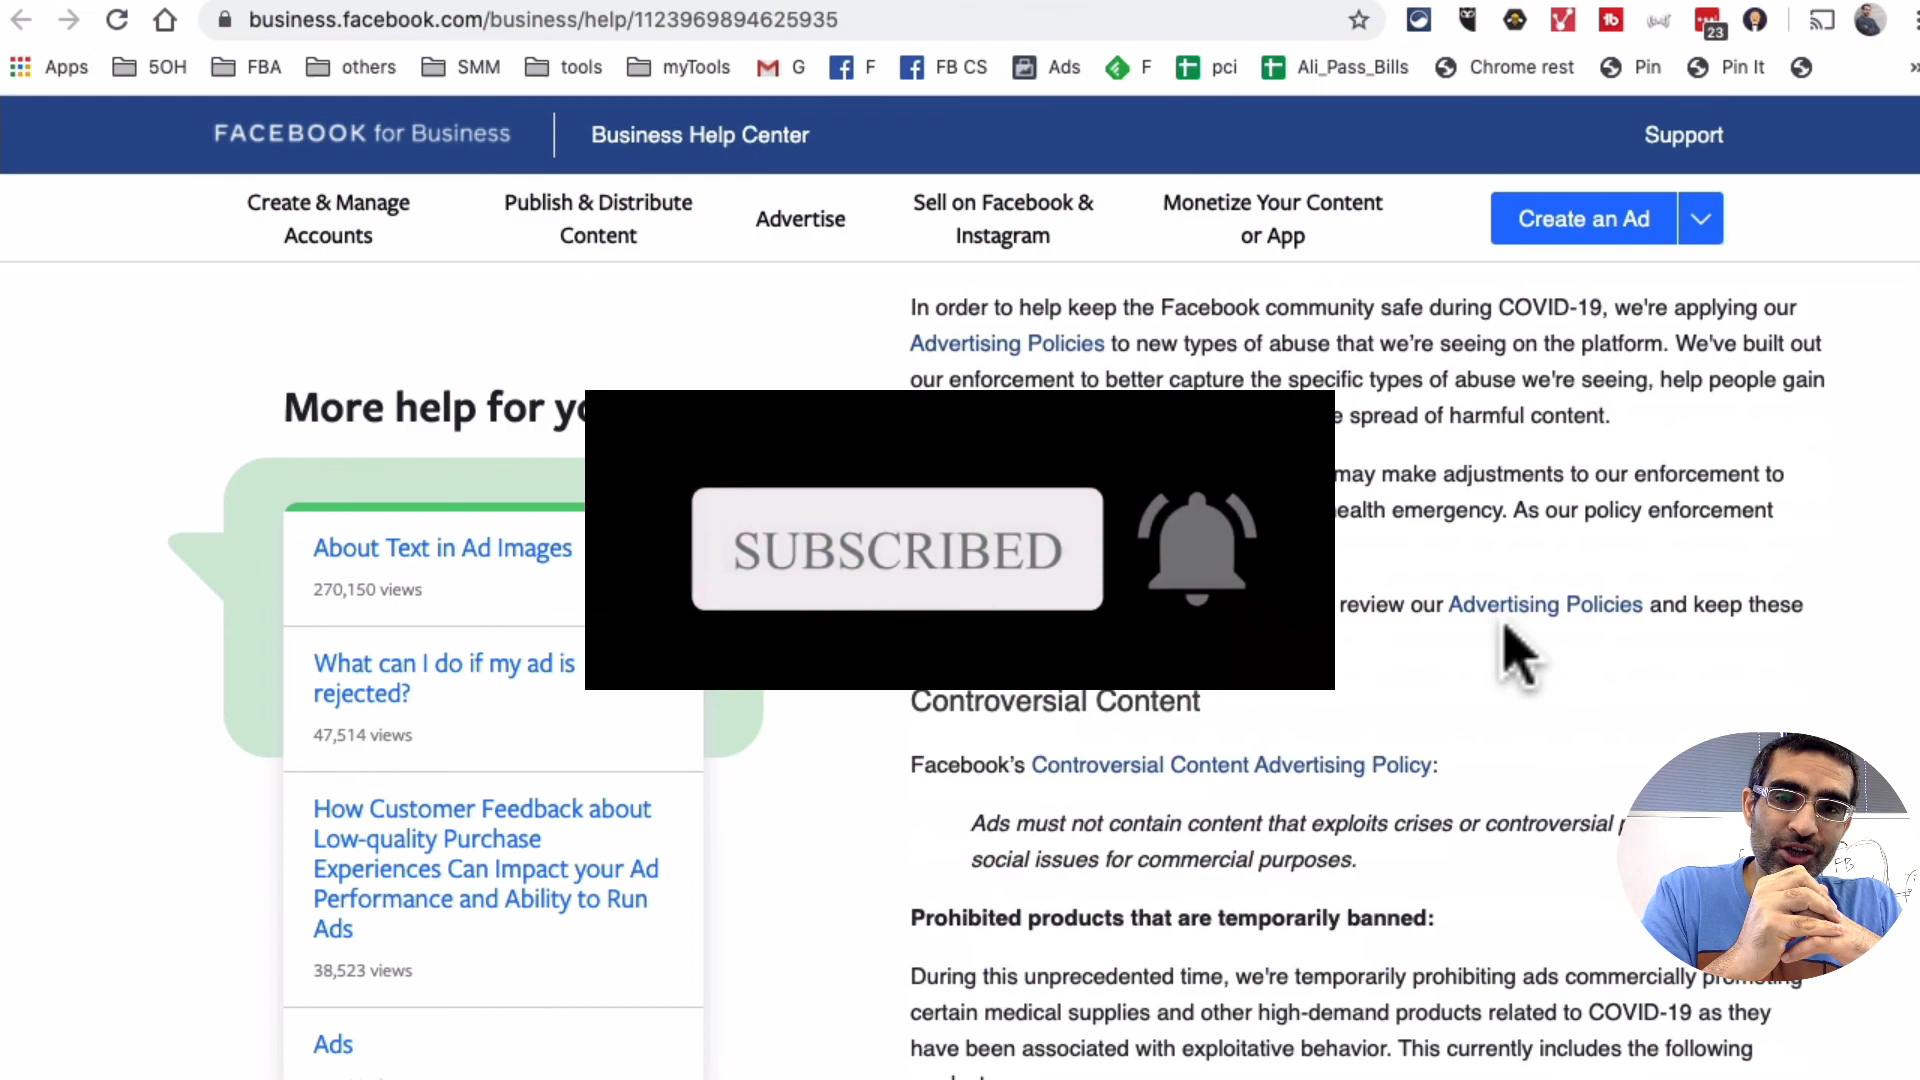 business.facebook.com/business/help/1123969894625935
23
Apps 5OH FBA others SMM tools myTools G F FB CS Ads F pci Ali_Pass_Bills Chrome rest Pin Pin It »
FACEBOOK for Business Business Help Center Support
Create & Manage
Accounts
Publish & Distribute
Content
Advertise
Sell on Facebook &
Instagram
Monetize Your Content
or App
Create an Ad
More help for yo
About Text in Ad Images
270,150 views
What can I do if my ad is
rejected?
47,514 views
How Customer Feedback about
Low-quality Purchase
Experiences Can Impact your Ad
Performance and Ability to Run
Ads
38,523 views
Ads
In order to help keep the Facebook community safe during COVID-19, we're applying our
Advertising Policies to new types of abuse that we're seeing on the platform. We've built out
our enforcement to better capture the specific types of abuse we're seeing, help people gain
spread of harmful content.
may make adjustments to our enforcement to
health emergency. As our policy enforcement
review our Advertising Policies and keep these
SUBSCRIBED
Controversial Content
Facebook's Controversial Content Advertising Policy:
Ads must not contain content that exploits crises or controversial
social issues for commercial purposes.
Prohibited products that are temporarily banned:
During this unprecedented time, we're temporarily prohibiting ads commercially promoting
certain medical supplies and other high-demand products related to COVID-19 as they
have been associated with exploitative behavior. This currently includes the following
FB